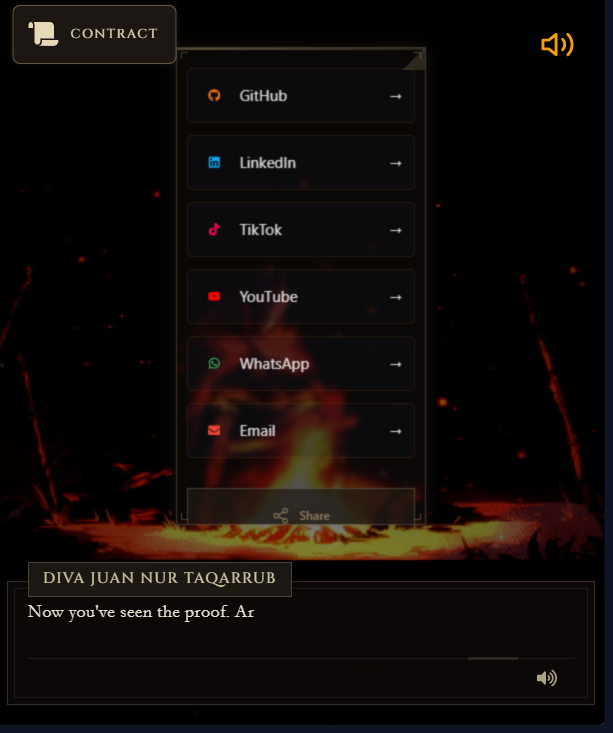 CONTRACT
GitHub →
LinkedIn →
TikTok →
YouTube →
WhatsApp →
Email →
Share
DIVA JUAN NUR TAQARRUB
Now you've seen the proof. Ar